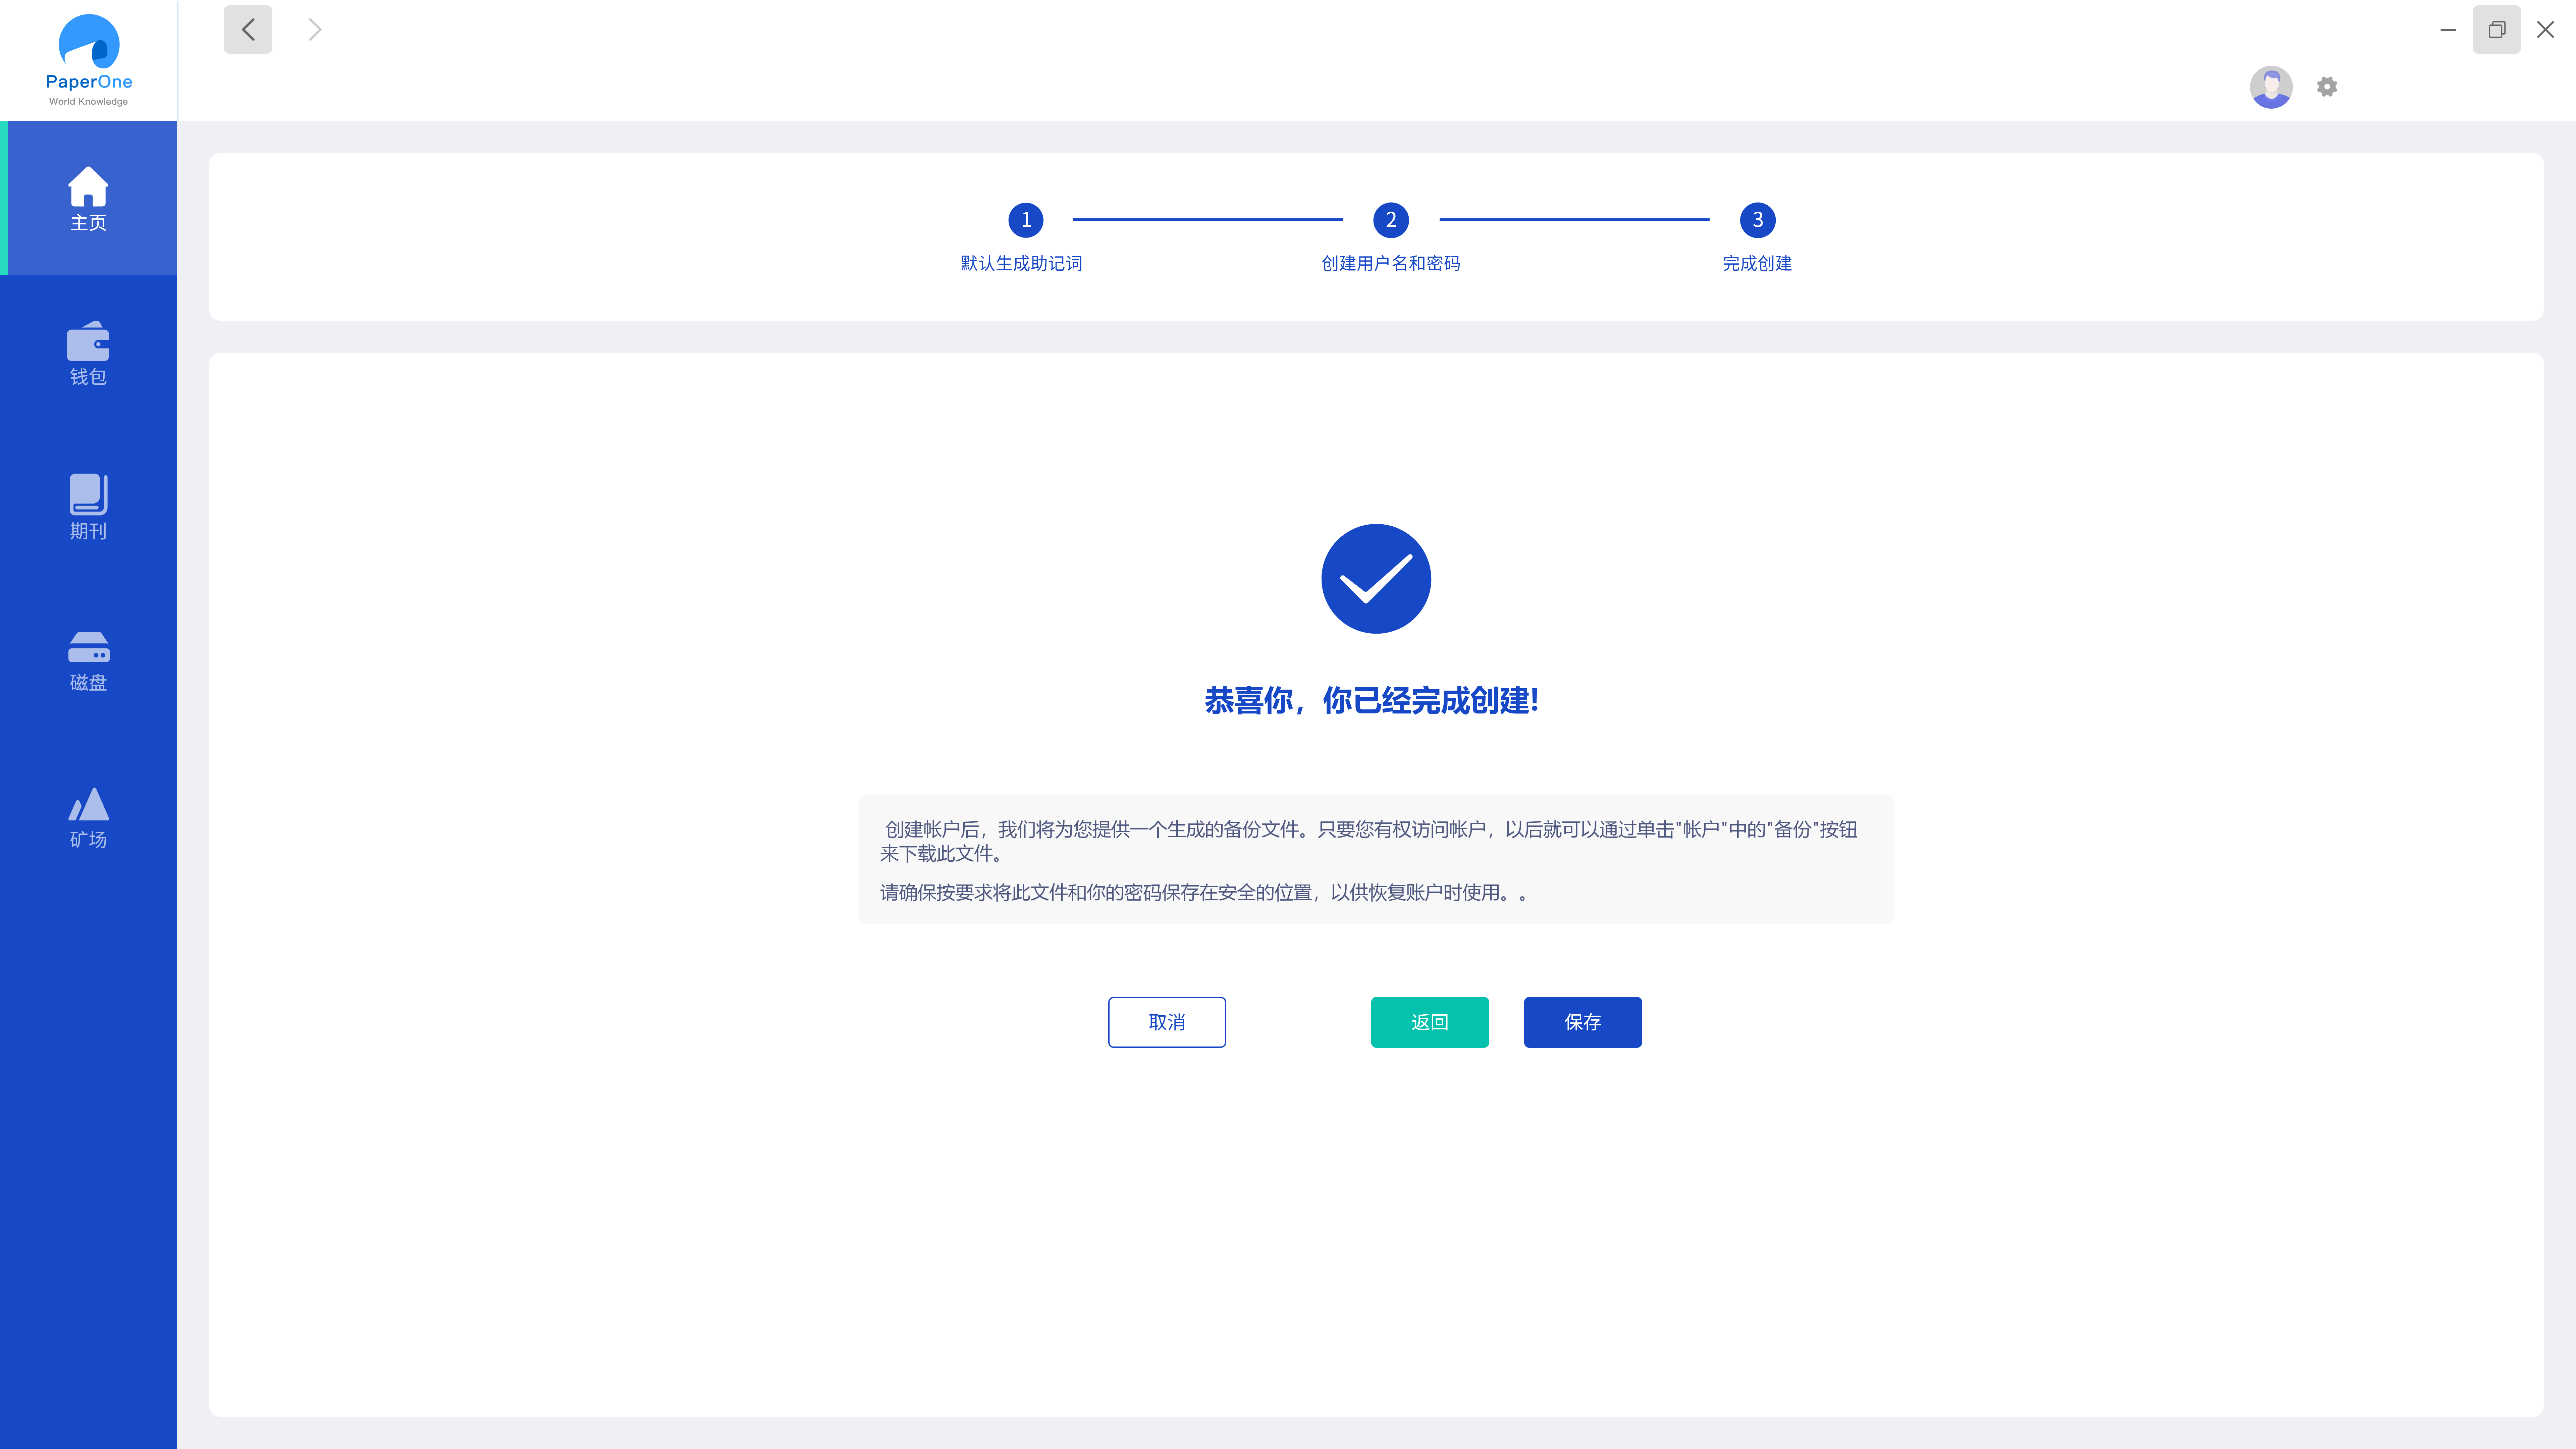 PaperOne
World Knowledge
主页
钱包
期刊
磁盘
矿场
1
2
3
默认生成助记词
创建用户名和密码
完成创建
恭喜你，你已经完成创建!
创建帐户后，我们将为您提供一个生成的备份文件。只要您有权访问帐户，以后就可以通过单击"帐户"中的"备份"按钮
来下载此文件。
请确保按要求将此文件和你的密码保存在安全的位置，以供恢复账户时使用。。
取消
返回
保存